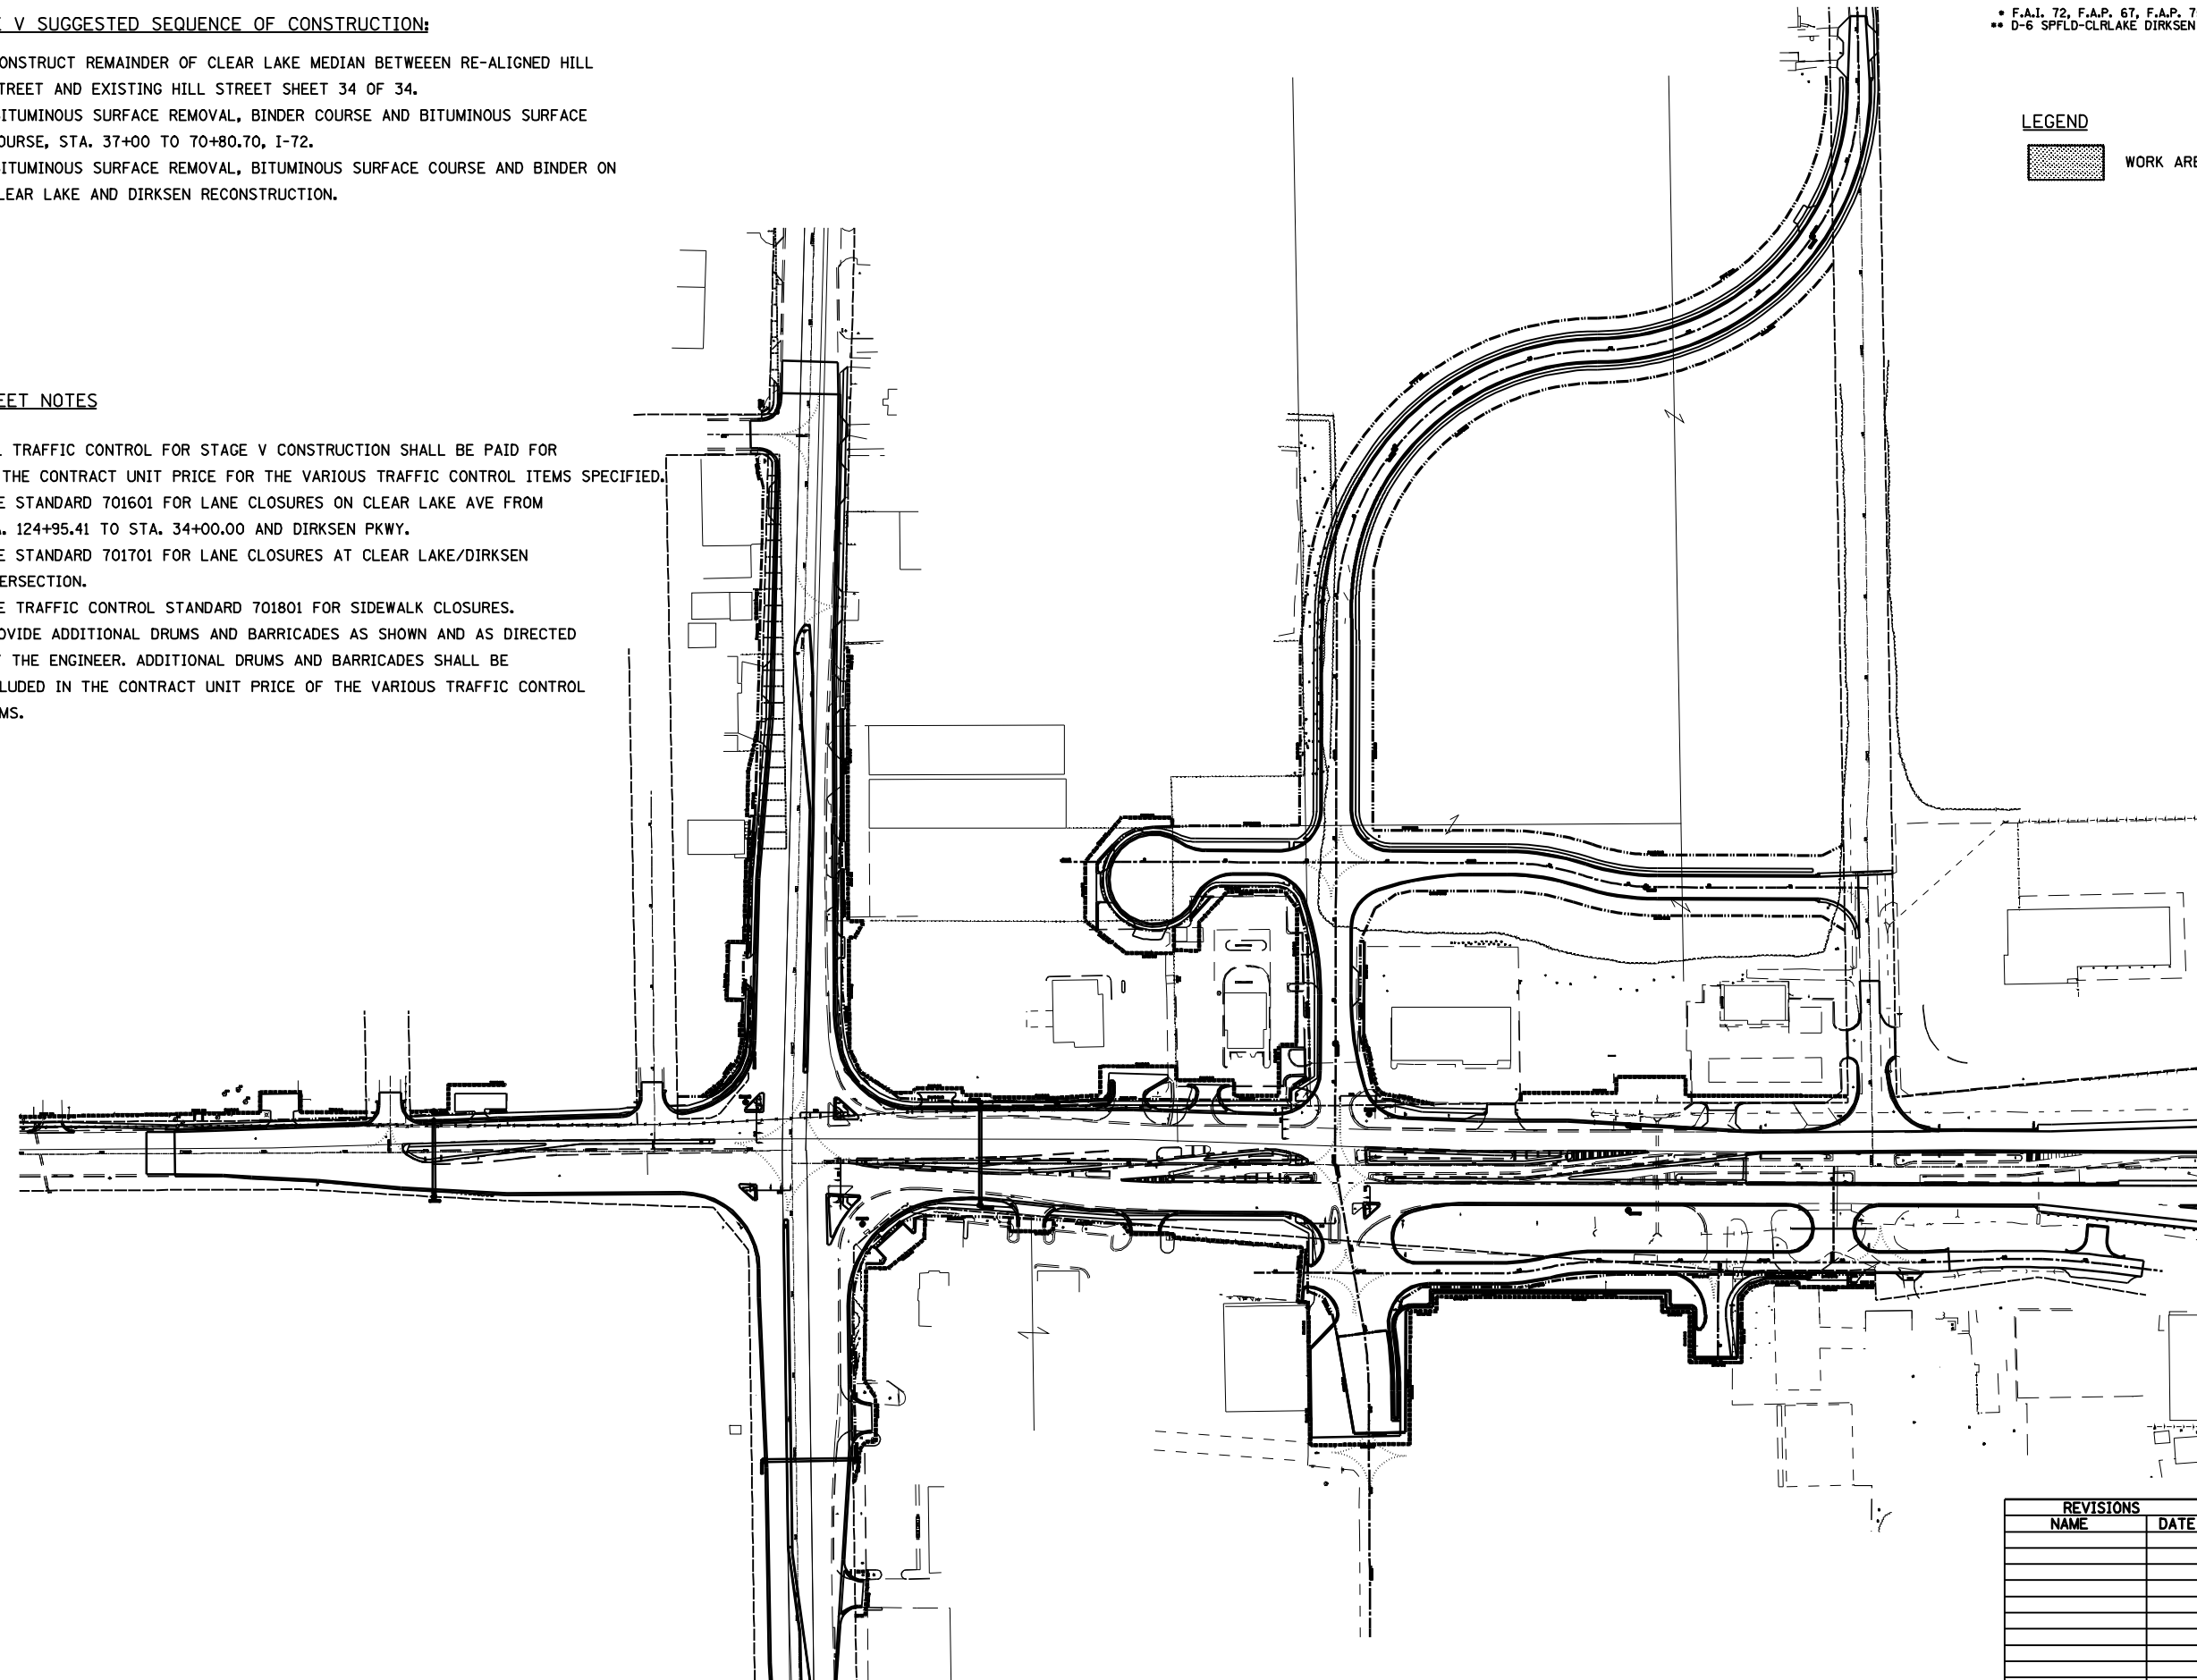 V SUGGESTED SEQUENCE OF CONSTRUCTION:
ONSTRUCT REMAINDER OF CLEAR LAKE MEDIAN BETWEEEN RE-ALIGNED HILL
TREET AND EXISTING HILL STREET SHEET 34 OF 34.
ITUMINOUS SURFACE REMOVAL, BINDER COURSE AND BITUMINOUS SURFACE
OURSE, STA. 37+00 TO 70+80.70, I-72.
ITUMINOUS SURFACE REMOVAL, BITUMINOUS SURFACE COURSE AND BINDER ON
LEAR LAKE AND DIRKSEN RECONSTRUCTION.
* F.A.I. 72, F.A.P. 67, F.A.P. 7
** D-6 SPFLD-CLRLAKE DIRKSEN
LEGEND
WORK ARE
EET NOTES
L TRAFFIC CONTROL FOR STAGE V CONSTRUCTION SHALL BE PAID FOR
THE CONTRACT UNIT PRICE FOR THE VARIOUS TRAFFIC CONTROL ITEMS SPECIFIED.
E STANDARD 701601 FOR LANE CLOSURES ON CLEAR LAKE AVE FROM
A. 124+95.41 TO STA. 34+00.00 AND DIRKSEN PKWY.
E STANDARD 701701 FOR LANE CLOSURES AT CLEAR LAKE/DIRKSEN
ERSECTION.
E TRAFFIC CONTROL STANDARD 701801 FOR SIDEWALK CLOSURES.
OVIDE ADDITIONAL DRUMS AND BARRICADES AS SHOWN AND AS DIRECTED
THE ENGINEER. ADDITIONAL DRUMS AND BARRICADES SHALL BE
LUDED IN THE CONTRACT UNIT PRICE OF THE VARIOUS TRAFFIC CONTROL
MS.
REVISIONS
NAME DATE